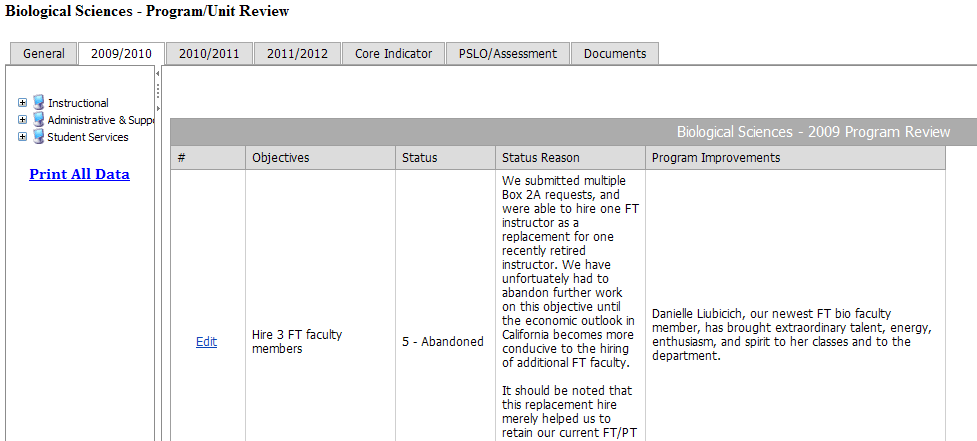 Biological Sciences - Program/Unit Review
General 2009/2010 2010/2011 2011/2012 Core Indicator PSLO/Assessment Documents
Instructional
Administrative & Suppo
Student Services
Print All Data
Biological Sciences - 2009 Program Review
# Objectives Status Status Reason Program Improvements
Edit
Hire 3 FT faculty
members
5 - Abandoned
We submitted multiple
Box 2A requests, and
were able to hire one FT
instructor as a
replacement for one
recently retired
instructor. We have
unfortuately had to
abandon further work
on this objective until
the economic outlook in
California becomes more
conducive to the hiring
of additional FT faculty.
It should be noted that
this replacement hire
merely helped us to
retain our current FT/PT
Danielle Liubicich, our newest FT bio faculty
member, has brought extraordinary talent, energy,
enthusiasm, and spirit to her classes and to the
department.